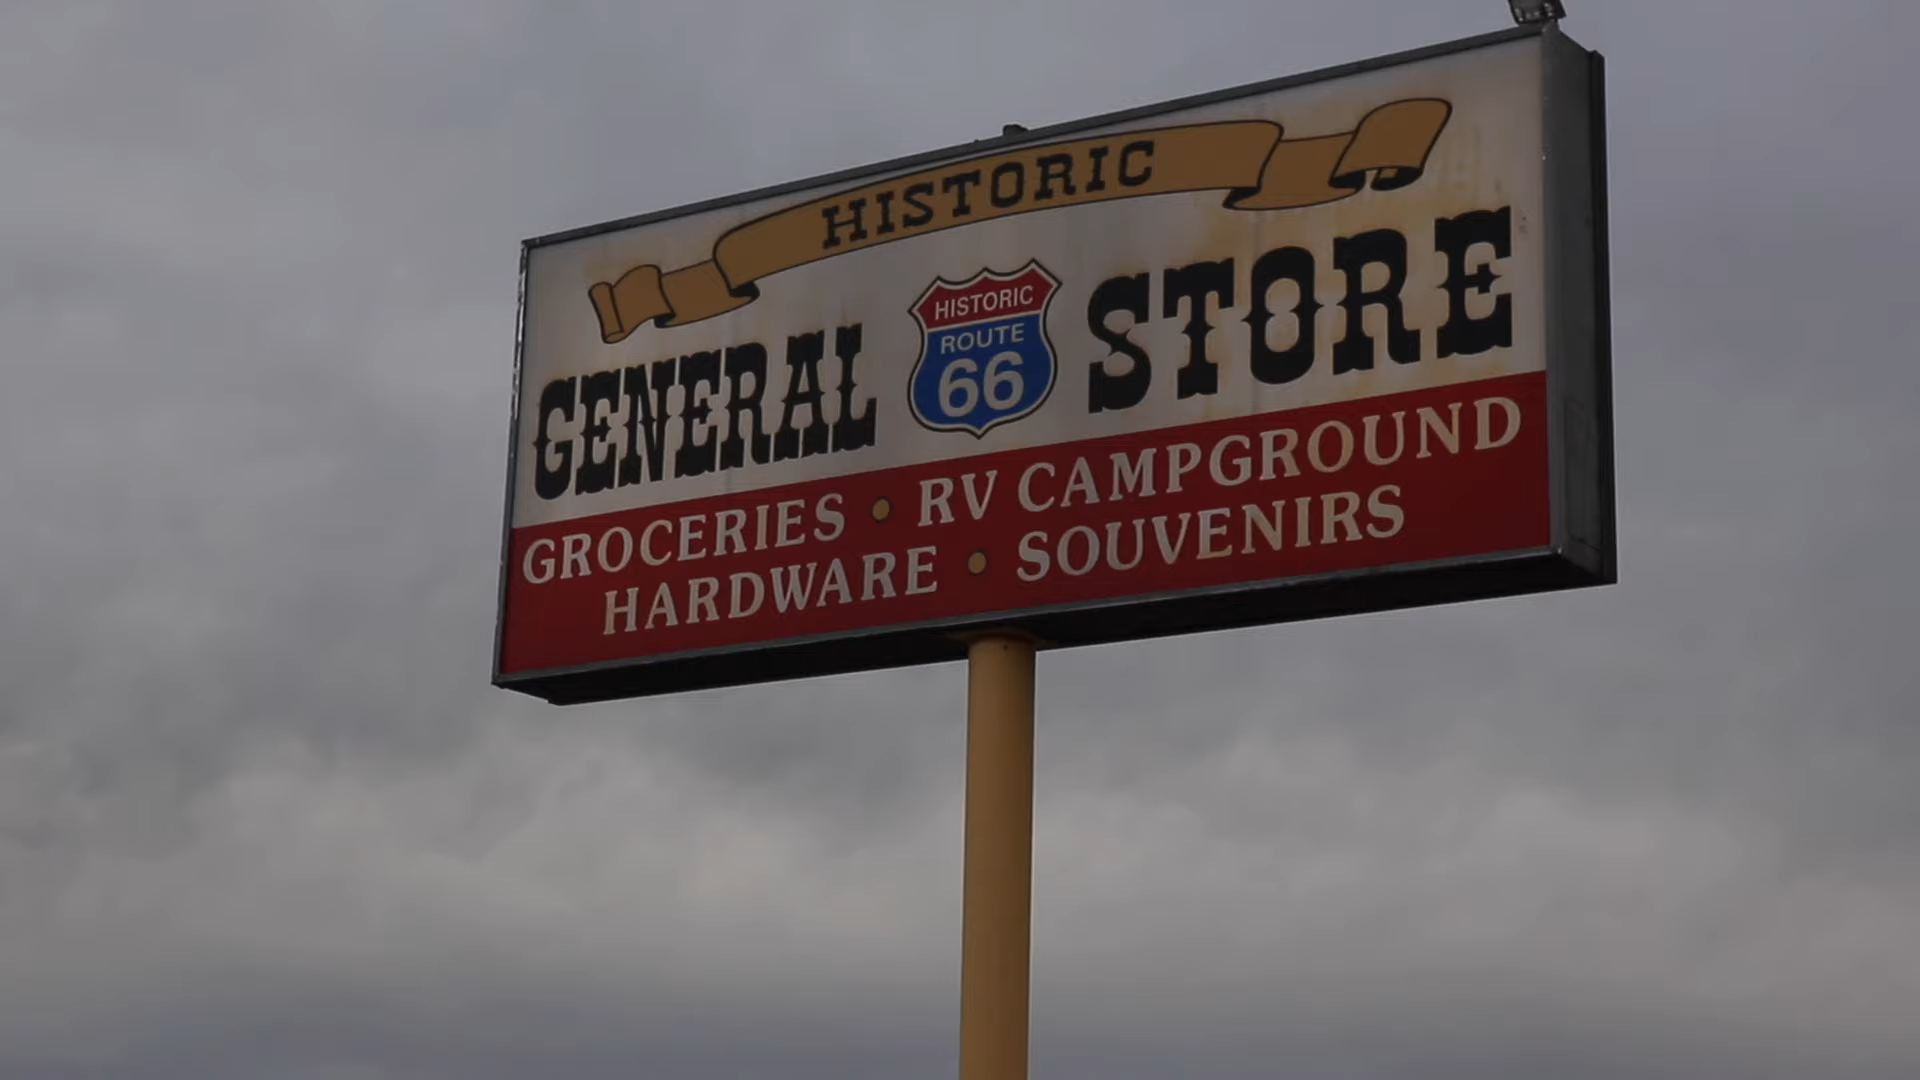 HISTORIC
GENERAL
HISTORIC
ROUTE
66
STORE
GROCERIES • RV CAMPGROUND
HARDWARE • SOUVENIRS